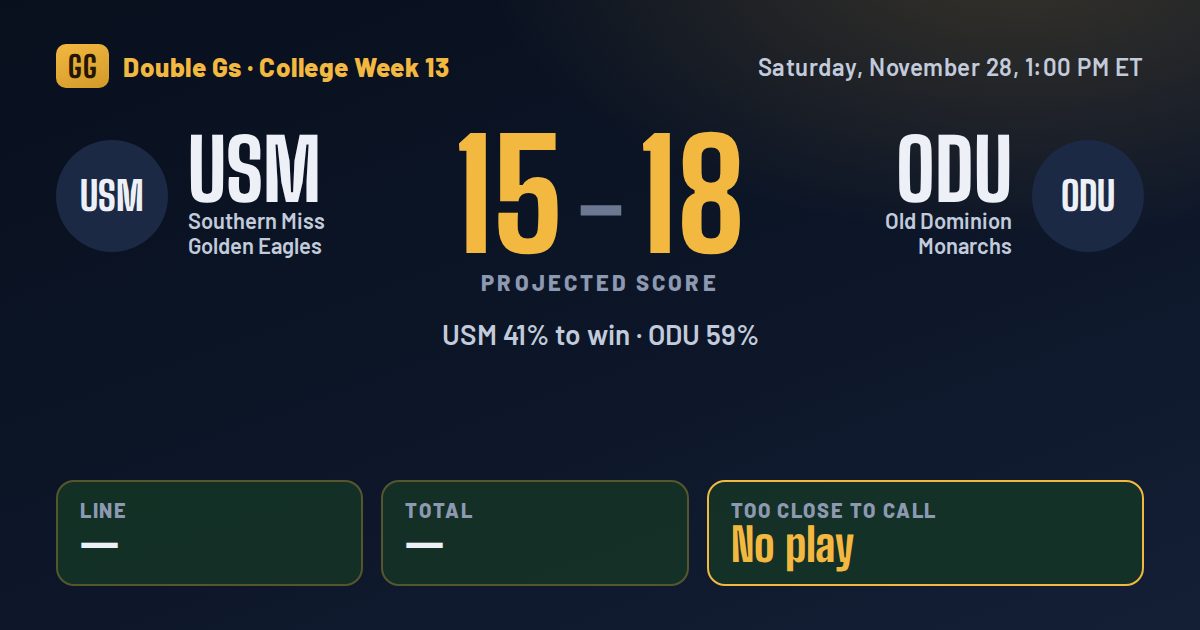 GG
Double Gs · College Week 13
Saturday, November 28, 1:00 PM ET
USM
USM
Southern Miss
Golden Eagles
15 – 18
PROJECTED SCORE
USM 41% to win · ODU 59%
ODU
Old Dominion
Monarchs
ODU
LINE
—
TOTAL
—
TOO CLOSE TO CALL
No play